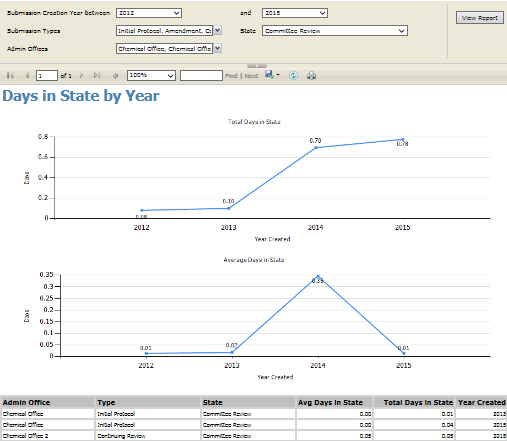 Submission Creation Year between 2012 and 2015 View Report
Submission Types Initial Protocol, Amendment, Co State Committee Review
Admin Offices Chemical Office, Chemical Offic
1 of 1 100% Find | Next
Days in State by Year
Total Days in State
0.8
0.6
0.4
0.2
0
Days
0.08 0.10 0.70 0.78
2012 2013 2014 2015
Year Created
Average Days in State
0.35
0.3
0.25
0.2
0.15
0.1
0.05
0
Days
0.01 0.02 0.35 0.01
2012 2013 2014 2015
Year Created
Admin Office Type State Avg Days in State Total Days in State Year Created
Chemical Office Initial Protocol Committee Review 0.00 0.01 2013
Chemical Office Initial Protocol Committee Review 0.00 0.04 2015
Chemical Office 2 Continuing Review Committee Review 0.05 0.05 2015